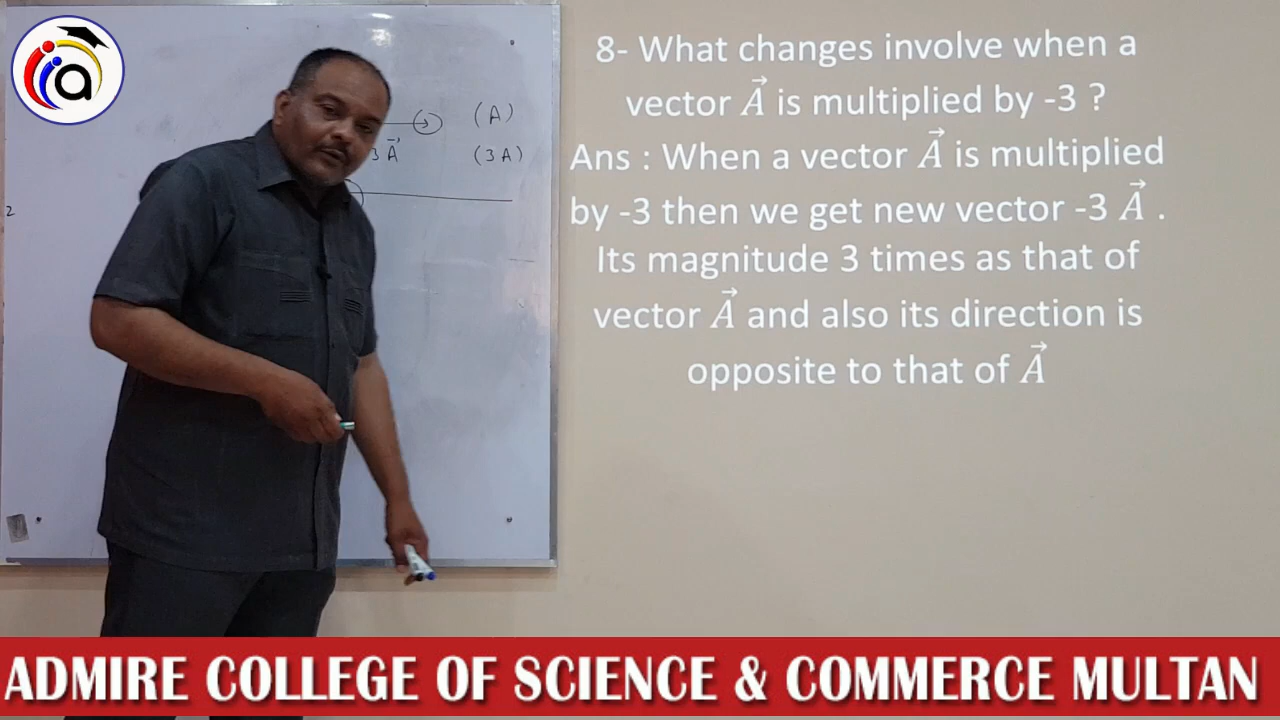 8- What changes involve when a
vector A⃗ is multiplied by -3 ?
Ans : When a vector A⃗ is multiplied
by -3 then we get new vector -3 A⃗ .
Its magnitude 3 times as that of
vector A⃗ and also its direction is
opposite to that of A⃗
(A)
3 A⃗
(3A)
2
a
ADMIRE COLLEGE OF SCIENCE & COMMERCE MULTAN